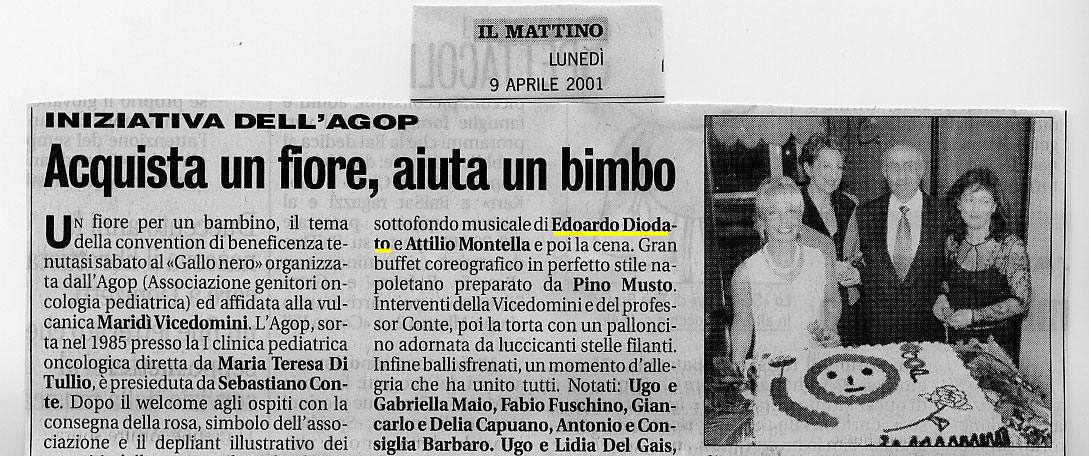 IL MATTINO
LUNEDÌ
9 APRILE 2001
INIZIATIVA DELL'AGOP
Acquista un fiore, aiuta un bimbo
UN fiore per un bambino, il tema
della convention di beneficenza te-
nutasi sabato al «Gallo nero» organizza-
ta dall'Agop (Associazione genitori on-
cologia pediatrica) ed affidata alla vul-
canica Maridì Vicedomini. L'Agop, sor-
ta nel 1985 presso la I clinica pediatrica
oncologica diretta da Maria Teresa Di
Tullio, è presieduta da Sebastiano Con-
te. Dopo il welcome agli ospiti con la
consegna della rosa, simbolo dell'asso-
ciazione e il depliant illustrativo dei
sottofondo musicale di Edoardo Dioda-
to e Attilio Montella e poi la cena. Gran
buffet coreografico in perfetto stile na-
poletano preparato da Pino Musto.
Interventi della Vicedomini e del profes-
sor Conte, poi la torta con un pallonci-
no adornata da luccicanti stelle filanti.
Infine balli sfrenati, un momento d'alle-
gria che ha unito tutti. Notati: Ugo e
Gabriella Maio, Fabio Fuschino, Gian-
carlo e Delia Capuano, Antonio e Con-
siglia Barbaro, Ugo e Lidia Del Gais,